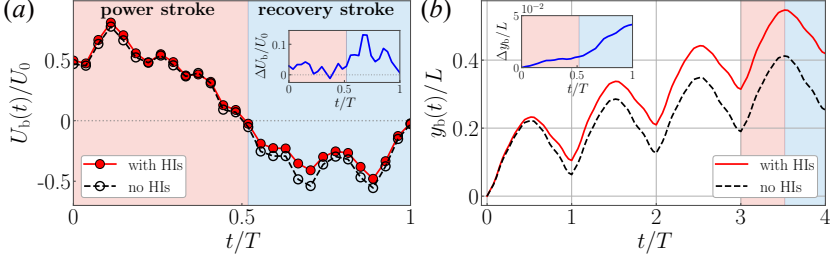 (a)
power stroke
recovery stroke
U_b(t)/U_0
0.5
0
-0.5
with HIs
no HIs
0
0.5
1
t/T
ΔU_b/U_0
0.1
0
0
0.5
1
t/T
(b)
y_b(t)/L
0.4
0.2
0
with HIs
no HIs
0
1
2
3
4
t/T
5 ×10⁻²
Δy_b/L
0
0
0.5
1
t/T